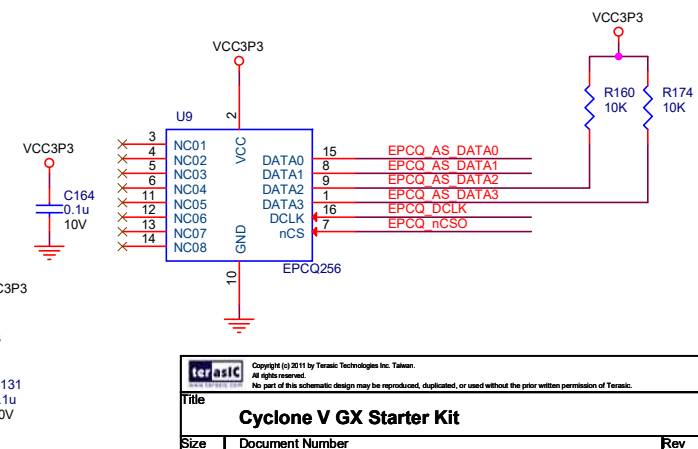 VCC3P3
VCC3P3
VCC3P3
U9
2
VCC
R160
10K
R174
10K
C164
0.1u
10V
3 NC01
4 NC02
5 NC03
6 NC04
11 NC05
12 NC06
13 NC07
14 NC08
DATA0 15 EPCQ_AS_DATA0
DATA1 8 EPCQ_AS_DATA1
DATA2 9 EPCQ_AS_DATA2
DATA3 1 EPCQ_AS_DATA3
DCLK 16 EPCQ_DCLK
nCS 7 EPCQ_nCSO
GND
10
EPCQ256
C3P3
131
.1u
0V
terasIC
www.terasic.com
Copyright (c) 2011 by Terasic Technologies Inc. Taiwan.
All rights reserved.
No part of this schematic design may be reproduced, duplicated, or used without the prior written permission of Terasic.
Title
Cyclone V GX Starter Kit
Size
Document Number
Rev